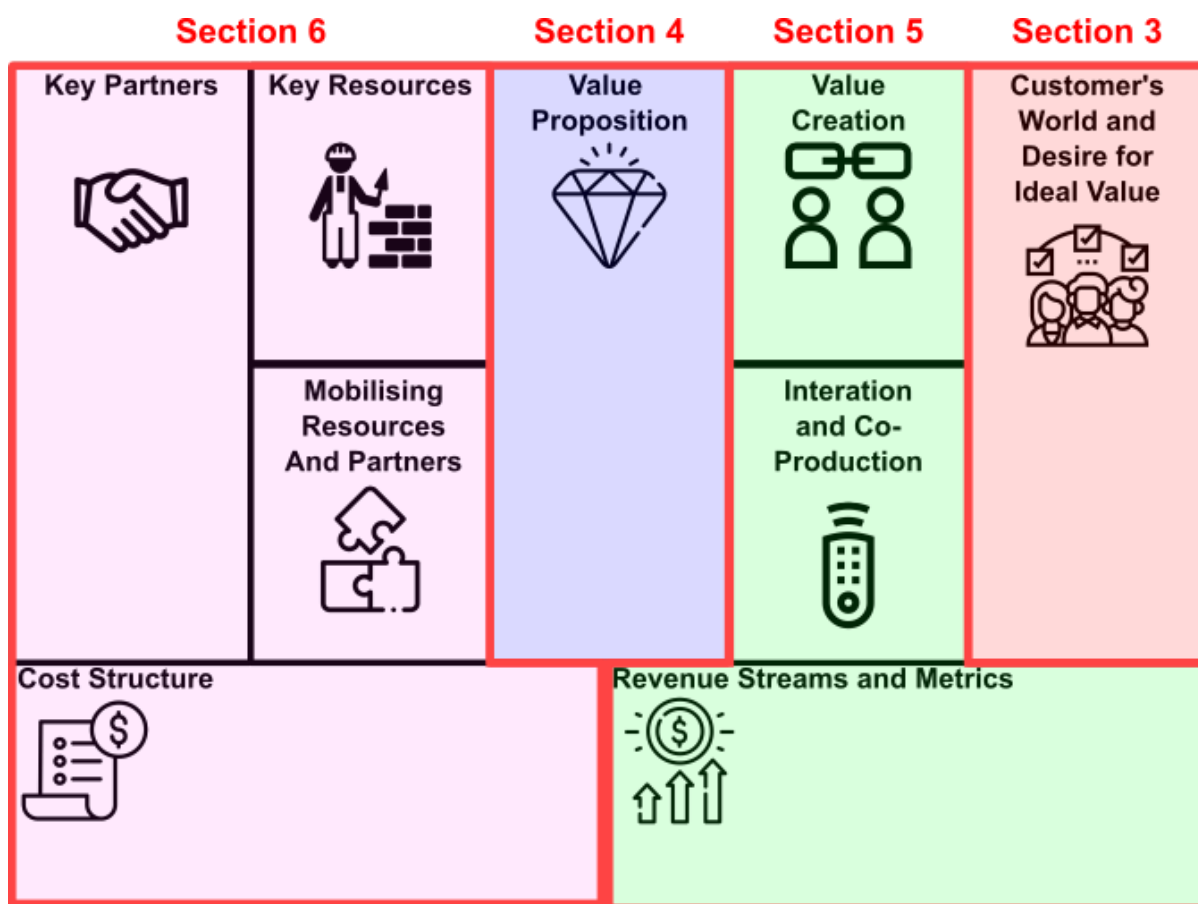 Section 6
Section 4
Section 5
Section 3
Key Partners
Key Resources
Value
Proposition
Value
Creation
Customer's
World and
Desire for
Ideal Value
Mobilising
Resources
And Partners
Interation
and Co-
Production
Cost Structure
$
Revenue Streams and Metrics
$